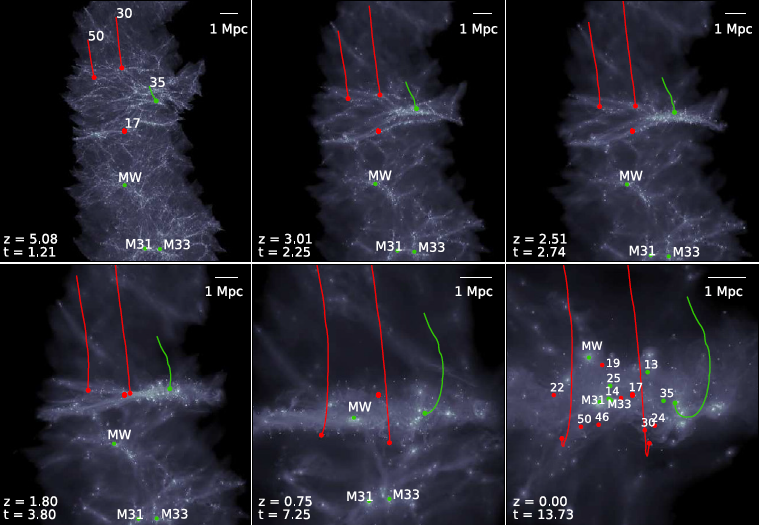 30
50
1 Mpc
35
17
MW
M31 M33
z = 5.08
t = 1.21
1 Mpc
MW
M31 M33
z = 3.01
t = 2.25
1 Mpc
MW
M31 M33
z = 2.51
t = 2.74
1 Mpc
MW
M31 M33
z = 1.80
t = 3.80
1 Mpc
MW
M31 M33
z = 0.75
t = 7.25
1 Mpc
MW
19 13
25
22 14 17 35
M31 M33
50 46 30 24
z = 0.00
t = 13.73